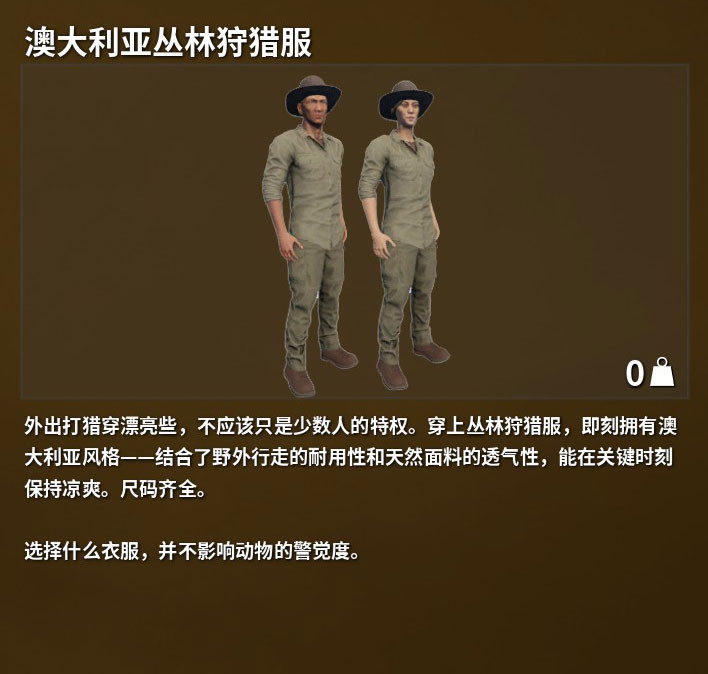 澳大利亚丛林狩猎服
0
外出打猎穿漂亮些，不应该只是少数人的特权。穿上丛林狩猎服，即刻拥有澳
大利亚风格——结合了野外行走的耐用性和天然面料的透气性，能在关键时刻
保持凉爽。尺码齐全。
选择什么衣服，并不影响动物的警觉度。